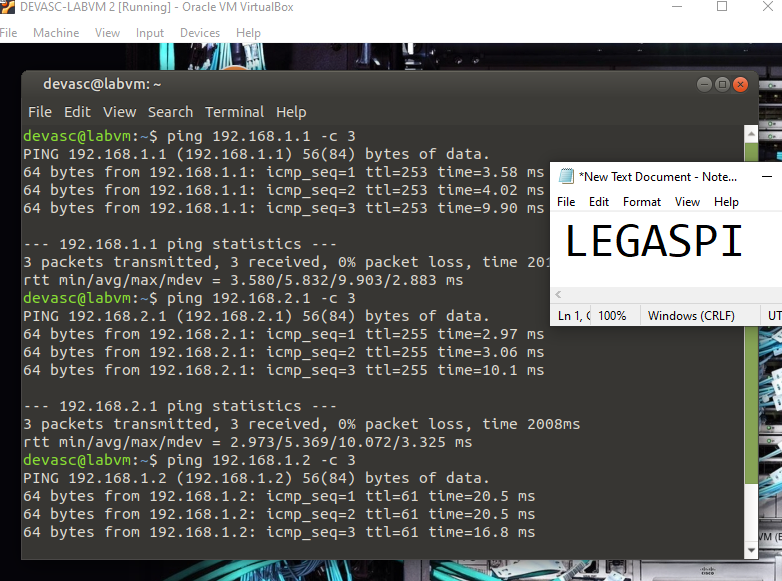 DEVASC-LABVM 2 [Running] - Oracle VM VirtualBox
File Machine View Input Devices Help
devasc@labvm: ~
File Edit View Search Terminal Help
devasc@labvm:~$ ping 192.168.1.1 -c 3
PING 192.168.1.1 (192.168.1.1) 56(84) bytes of data.
64 bytes from 192.168.1.1: icmp_seq=1 ttl=253 time=3.58 ms
64 bytes from 192.168.1.1: icmp_seq=2 ttl=253 time=4.02 ms
64 bytes from 192.168.1.1: icmp_seq=3 ttl=253 time=9.90 ms
--- 192.168.1.1 ping statistics ---
3 packets transmitted, 3 received, 0% packet loss, time
rtt min/avg/max/mdev = 3.580/5.832/9.903/2.883 ms
devasc@labvm:~$ ping 192.168.2.1 -c 3
PING 192.168.2.1 (192.168.2.1) 56(84) bytes of data.
64 bytes from 192.168.2.1: icmp_seq=1 ttl=255 time=2.97 ms
64 bytes from 192.168.2.1: icmp_seq=2 ttl=255 time=3.06 ms
64 bytes from 192.168.2.1: icmp_seq=3 ttl=255 time=10.1 ms
--- 192.168.2.1 ping statistics ---
3 packets transmitted, 3 received, 0% packet loss, time 2008ms
rtt min/avg/max/mdev = 2.973/5.369/10.072/3.325 ms
devasc@labvm:~$ ping 192.168.1.2 -c 3
PING 192.168.1.2 (192.168.1.2) 56(84) bytes of data.
64 bytes from 192.168.1.2: icmp_seq=1 ttl=61 time=20.5 ms
64 bytes from 192.168.1.2: icmp_seq=2 ttl=61 time=20.5 ms
64 bytes from 192.168.1.2: icmp_seq=3 ttl=61 time=16.8 ms
*New Text Document - Note...
File Edit Format View Help
LEGASPI
Ln 1, 100% Windows (CRLF) UT